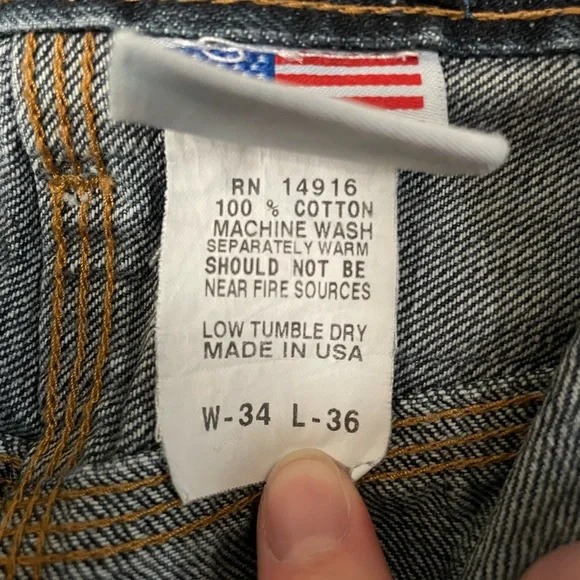 RN 14916
100 % COTTON
MACHINE WASH
SEPARATELY WARM
SHOULD NOT BE
NEAR FIRE SOURCES
LOW TUMBLE DRY
MADE IN USA
W-34 L-36